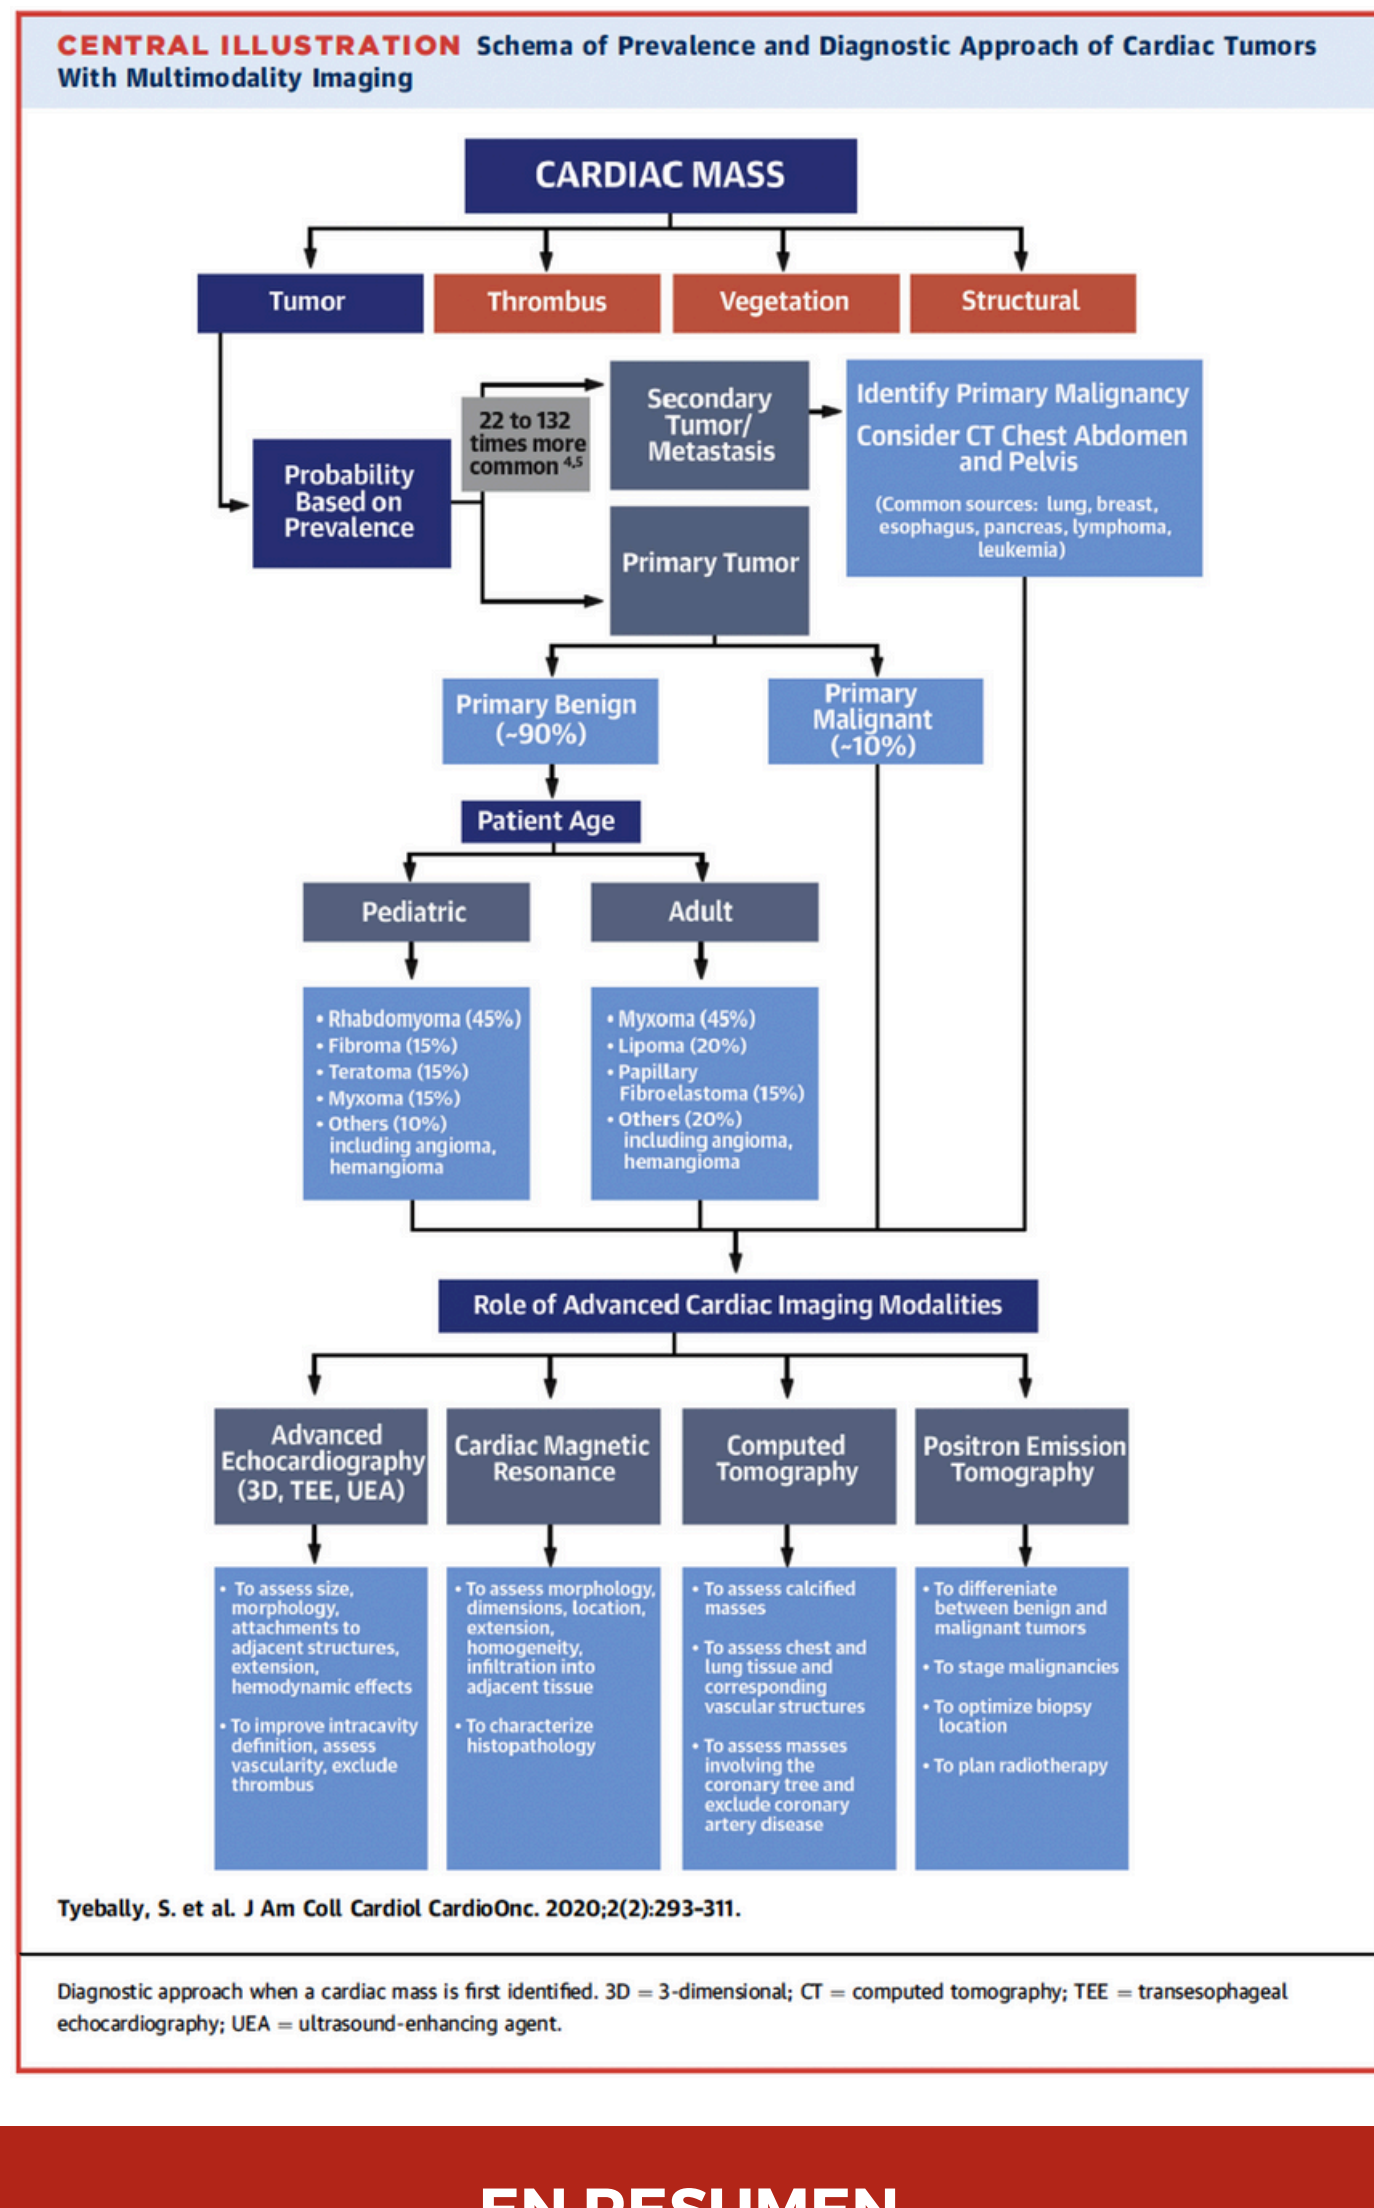 CENTRAL ILLUSTRATION Schema of Prevalence and Diagnostic Approach of Cardiac Tumors
With Multimodality Imaging
CARDIAC MASS
Tumor
Thrombus
Vegetation
Structural
Probability
Based on
Prevalence
22 to 132
times more
common 4,5
Secondary
Tumor/
Metastasis
Identify Primary Malignancy
Consider CT Chest Abdomen
and Pelvis
(Common sources: lung, breast,
esophagus, pancreas, lymphoma,
leukemia)
Primary Tumor
Primary Benign
(~90%)
Primary
Malignant
(~10%)
Patient Age
Pediatric
Adult
• Rhabdomyoma (45%)
• Fibroma (15%)
• Teratoma (15%)
• Myxoma (15%)
• Others (10%)
including angioma,
hemangioma
• Myxoma (45%)
• Lipoma (20%)
• Papillary
Fibroelastoma (15%)
• Others (20%)
including angioma,
hemangioma
Role of Advanced Cardiac Imaging Modalities
Advanced
Echocardiography
(3D, TEE, UEA)
Cardiac Magnetic
Resonance
Computed
Tomography
Positron Emission
Tomography
• To assess size,
morphology,
attachments to
adjacent structures,
extension,
hemodynamic effects
• To improve intracavity
definition, assess
vascularity, exclude
thrombus
• To assess morphology,
dimensions, location,
extension,
homogeneity,
infiltration into
adjacent tissue
• To characterize
histopathology
• To assess calcified
masses
• To assess chest and
lung tissue and
corresponding
vascular structures
• To assess masses
involving the
coronary tree and
exclude coronary
artery disease
• To differeniate
between benign and
malignant tumors
• To stage malignancies
• To optimize biopsy
location
• To plan radiotherapy
Tyebally, S. et al. J Am Coll Cardiol CardioOnc. 2020;2(2):293–311.
Diagnostic approach when a cardiac mass is first identified. 3D = 3-dimensional; CT = computed tomography; TEE = transesophageal
echocardiography; UEA = ultrasound-enhancing agent.
EN RESUMEN